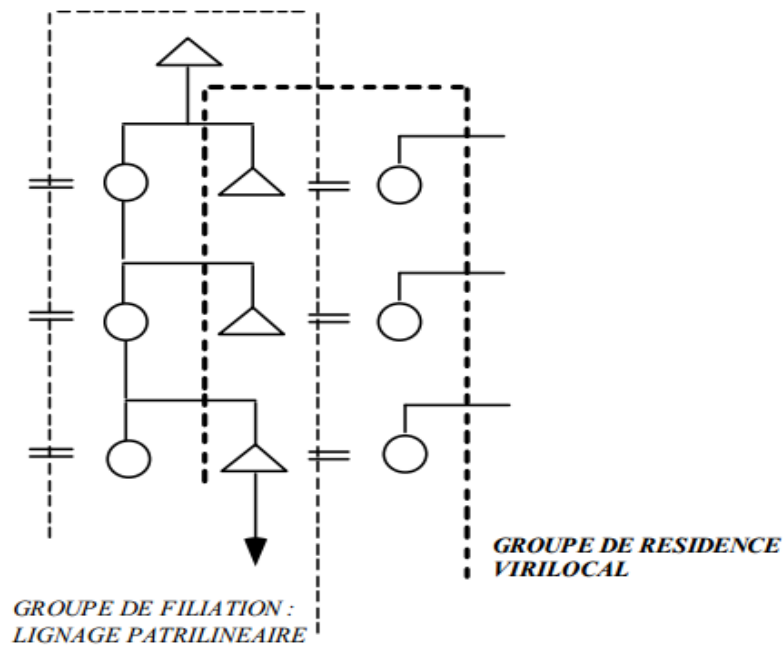 GROUPE DE RESIDENCE
VIRILOCAL
GROUPE DE FILIATION :
LIGNAGE PATRILINEAIRE